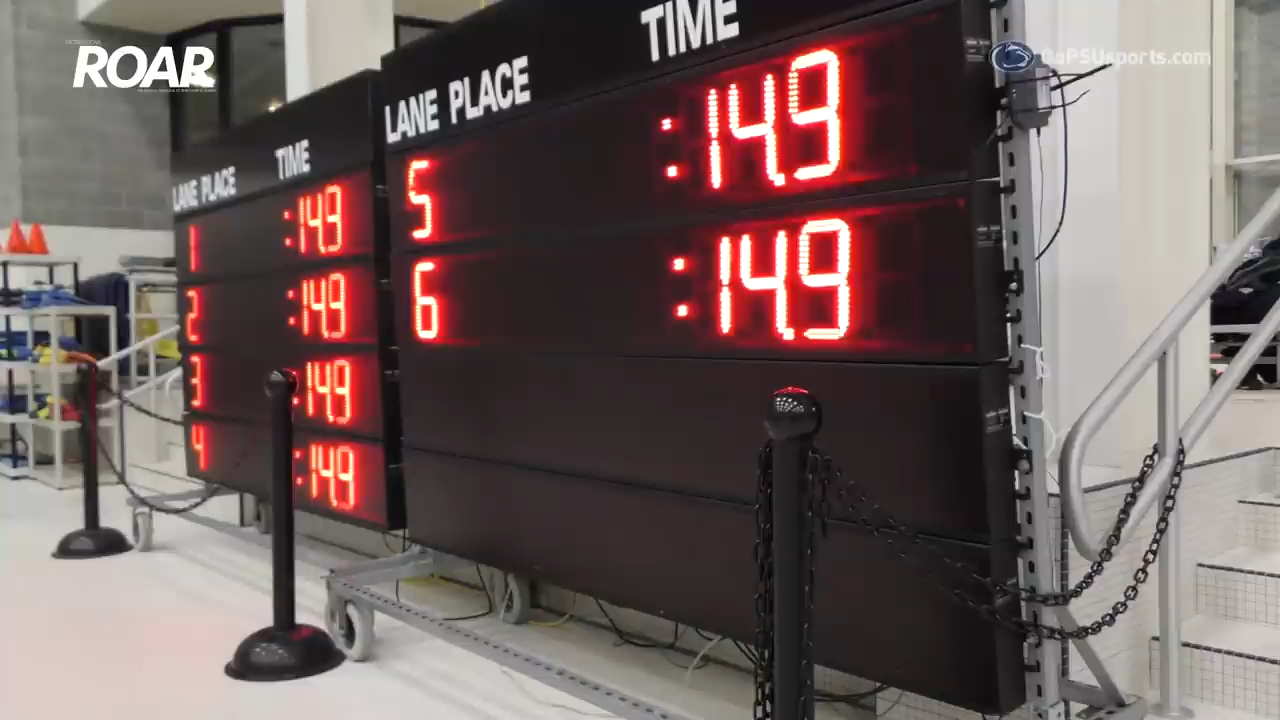 ROAR
GoPSUsports.com
LANE PLACE TIME
1 :14.9
2 :14.9
3 :14.9
4 :14.9
LANE PLACE TIME
5 :14.9
6 :14.9